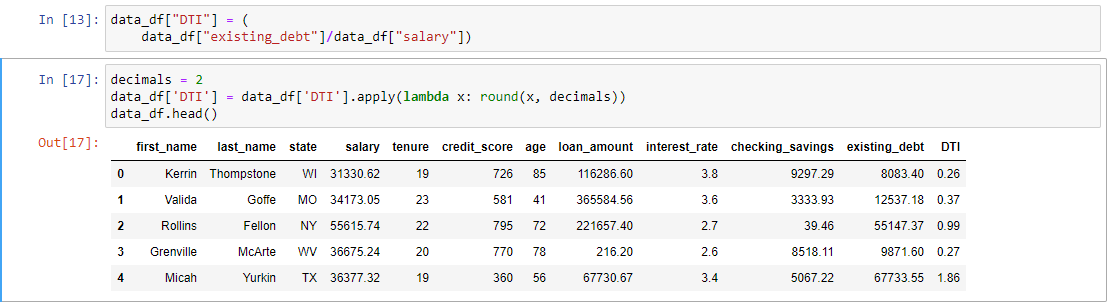 In [13]: data_df["DTI"] = (
data_df["existing_debt"]/data_df["salary"])
In [17]: decimals = 2
data_df['DTI'] = data_df['DTI'].apply(lambda x: round(x, decimals))
data_df.head()
Out[17]:
first_name last_name state salary tenure credit_score age loan_amount interest_rate checking_savings existing_debt DTI
0 Kerrin Thompstone WI 31330.62 19 726 85 116286.60 3.8 9297.29 8083.40 0.26
1 Valida Goffe MO 34173.05 23 581 41 365584.56 3.6 3333.93 12537.18 0.37
2 Rollins Fellon NY 55615.74 22 795 72 221657.40 2.7 39.46 55147.37 0.99
3 Grenville McArte WV 36675.24 20 770 78 216.20 2.6 8518.11 9871.60 0.27
4 Micah Yurkin TX 36377.32 19 360 56 67730.67 3.4 5067.22 67733.55 1.86